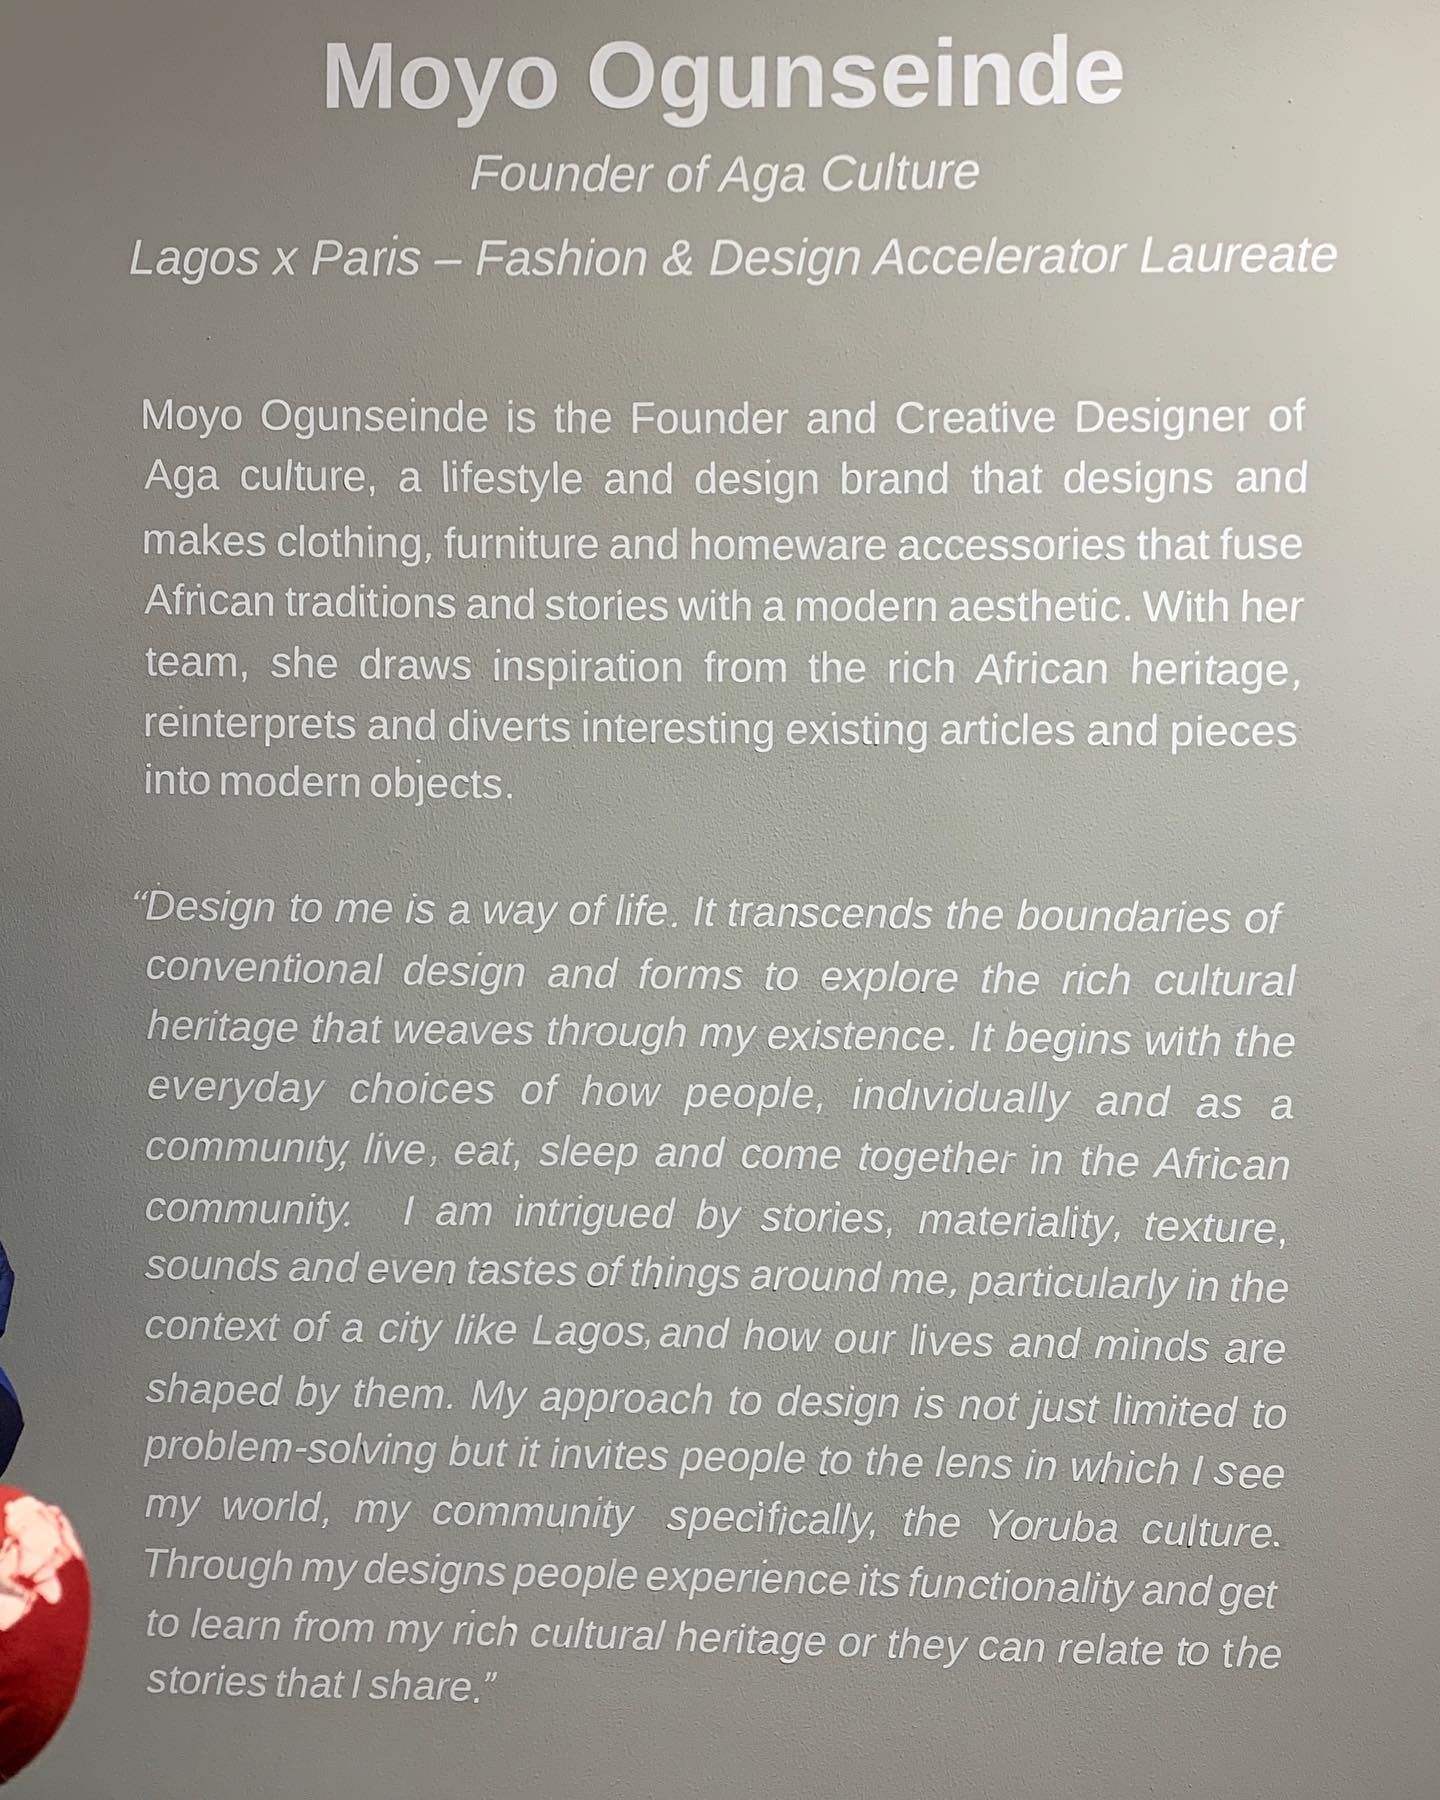 Moyo Ogunseinde
Founder of Aga Culture
Lagos x Paris – Fashion & Design Accelerator Laureate
Moyo Ogunseinde is the Founder and Creative Designer of
Aga culture, a lifestyle and design brand that designs and
makes clothing, furniture and homeware accessories that fuse
African traditions and stories with a modern aesthetic. With her
team, she draws inspiration from the rich African heritage,
reinterprets and diverts interesting existing articles and pieces
into modern objects.
“Design to me is a way of life. It transcends the boundaries of
conventional design and forms to explore the rich cultural
heritage that weaves through my existence. It begins with the
everyday choices of how people, individually and as a
community, live, eat, sleep and come together in the African
community. I am intrigued by stories, materiality, texture,
sounds and even tastes of things around me, particularly in the
context of a city like Lagos, and how our lives and minds are
shaped by them. My approach to design is not just limited to
problem-solving but it invites people to the lens in which I see
my world, my community specifically, the Yoruba culture.
Through my designs people experience its functionality and get
to learn from my rich cultural heritage or they can relate to the
stories that I share.”